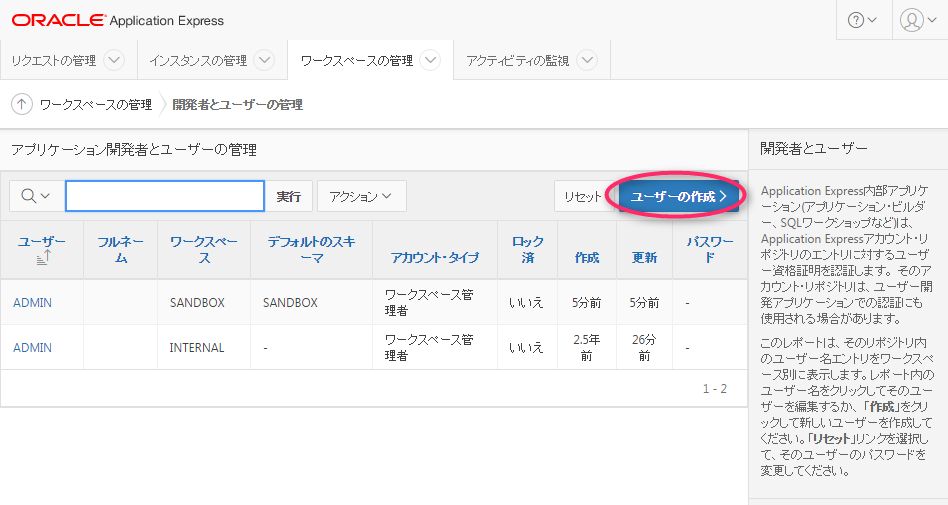 ORACLE Application Express
リクエストの管理 インスタンスの管理 ワークスペースの管理 アクティビティの監視
ワークスペースの管理 開発者とユーザーの管理
アプリケーション開発者とユーザーの管理
実行 アクション リセット ユーザーの作成
ユーザー フルネーム ワークスペース デフォルトのスキーマ アカウント・タイプ ロック済 作成 更新 パスワード
ADMIN SANDBOX SANDBOX ワークスペース管理者 いいえ 5分前 5分前 -
ADMIN INTERNAL - ワークスペース管理者 いいえ 2.5年前 26分前 -
1 - 2
開発者とユーザー
Application Express内部アプリ
ケーション(アプリケーション・ビルダ
ー、SQLワークショップなど)は、
Application Expressアカウント・リ
ポジトリのエントリに対するユーザ
ー資格証明を認証します。そのア
カウント・リポジトリは、ユーザー開
発アプリケーションでの認証にも
使用される場合があります。
このレポートは、そのリポジトリ内
のユーザー名エントリをワークスペ
ース別に表示します。レポート内の
ユーザー名をクリックしてそのユー
ザーを編集するか、「作成」をクリ
ックして新しいユーザーを作成して
ください。「リセット」リンクを選択し
て、そのユーザーのパスワードを
変更してください。